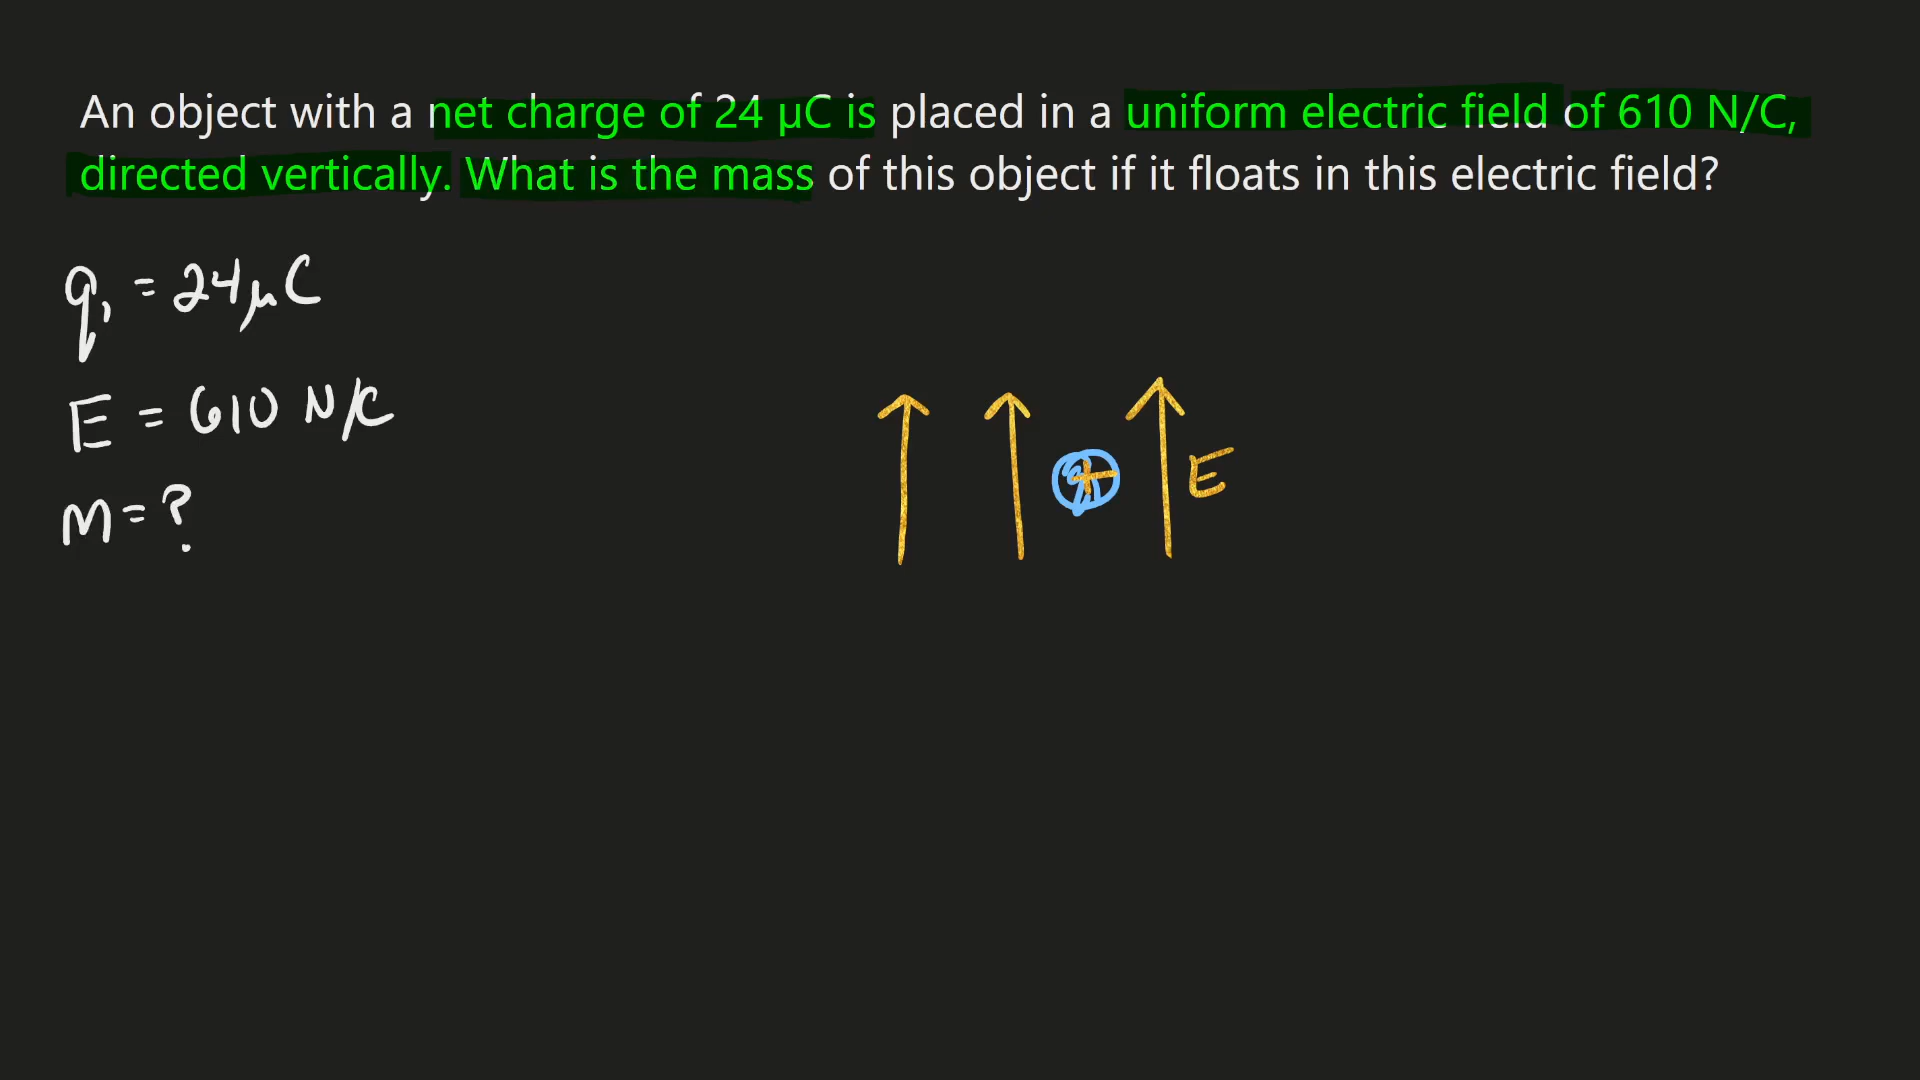 An object with a net charge of 24 μC is placed in a uniform electric field of 610 N/C,
directed vertically. What is the mass of this object if it floats in this electric field?
q₁ = 24μC
E = 610 N/C
+ E
m = ?